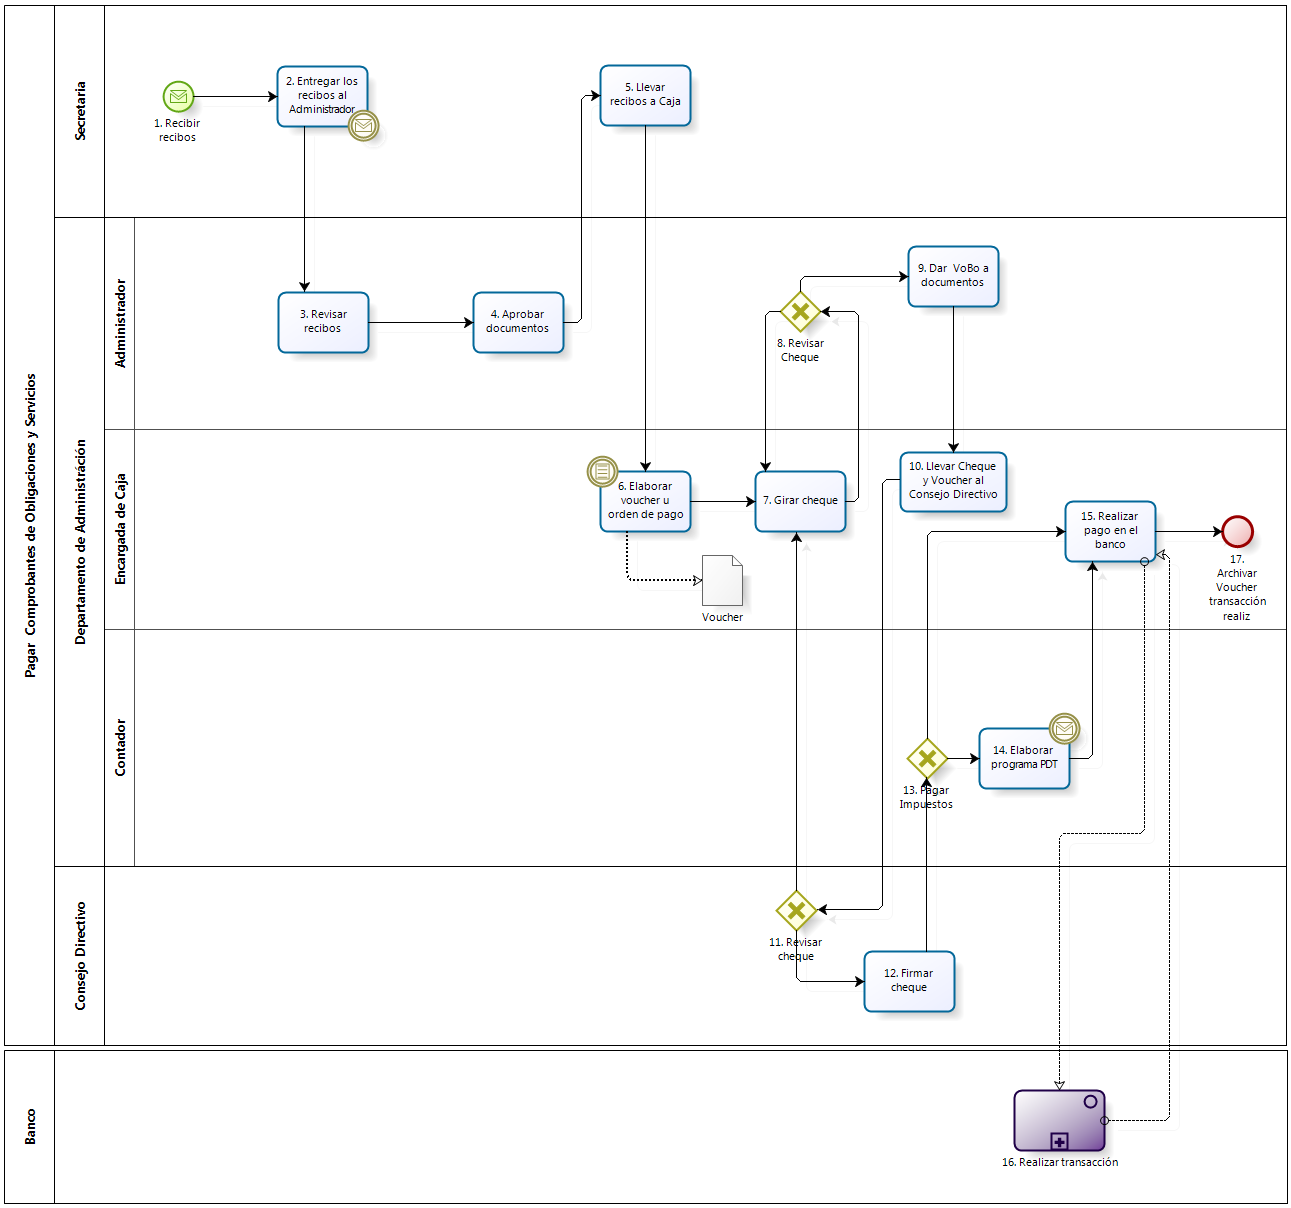 Pagar Comprobantes de Obligaciones y Servicios
Secretaria
1. Recibir
recibos
2. Entregar los
recibos al
Administrador
5. Llevar
recibos a Caja
Departamento de Administráción
Administrador
3. Revisar
recibos
4. Aprobar
documentos
8. Revisar
Cheque
9. Dar VoBo a
documentos
Encargada de Caja
6. Elaborar
voucher u
orden de pago
Voucher
7. Girar cheque
10. Llevar Cheque
y Voucher al
Consejo Directivo
15. Realizar
pago en el
banco
17.
Archivar
Voucher
transacción
realiz
Contador
13. Pagar
Impuestos
14. Elaborar
programa PDT
Consejo Directivo
11. Revisar
cheque
12. Firmar
cheque
Banco
16. Realizar transacción